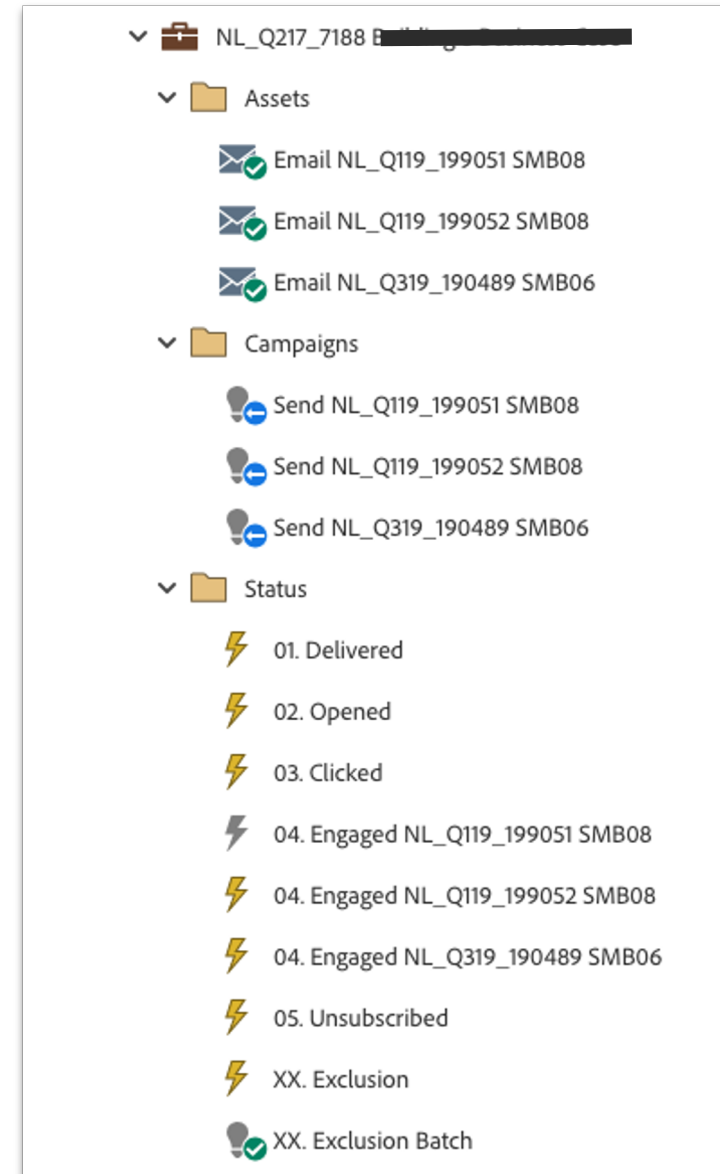 NL_Q217_7188
Assets
Email NL_Q119_199051 SMB08
Email NL_Q119_199052 SMB08
Email NL_Q319_190489 SMB06
Campaigns
Send NL_Q119_199051 SMB08
Send NL_Q119_199052 SMB08
Send NL_Q319_190489 SMB06
Status
01. Delivered
02. Opened
03. Clicked
04. Engaged NL_Q119_199051 SMB08
04. Engaged NL_Q119_199052 SMB08
04. Engaged NL_Q319_190489 SMB06
05. Unsubscribed
XX. Exclusion
XX. Exclusion Batch